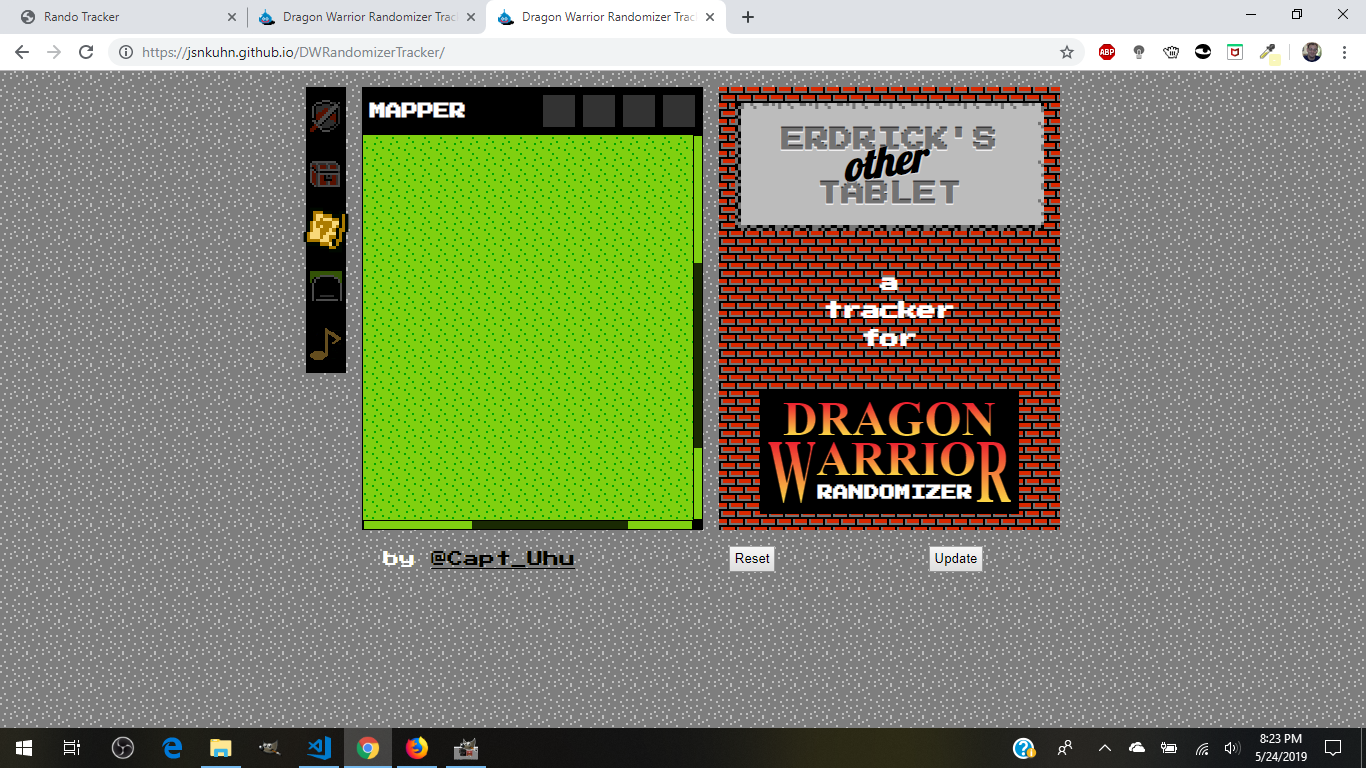 Rando Tracker
Dragon Warrior Randomizer Trac
Dragon Warrior Randomizer Trac
https://jsnkuhn.github.io/DWRandomizerTracker/
ABP
MAPPER
ERDRICK'S
other
TABLET
a
tracker
for
DRAGON
WARRIOR
RANDOMIZER
by @Capt_Uhu
Reset
Update
8:23 PM
5/24/2019